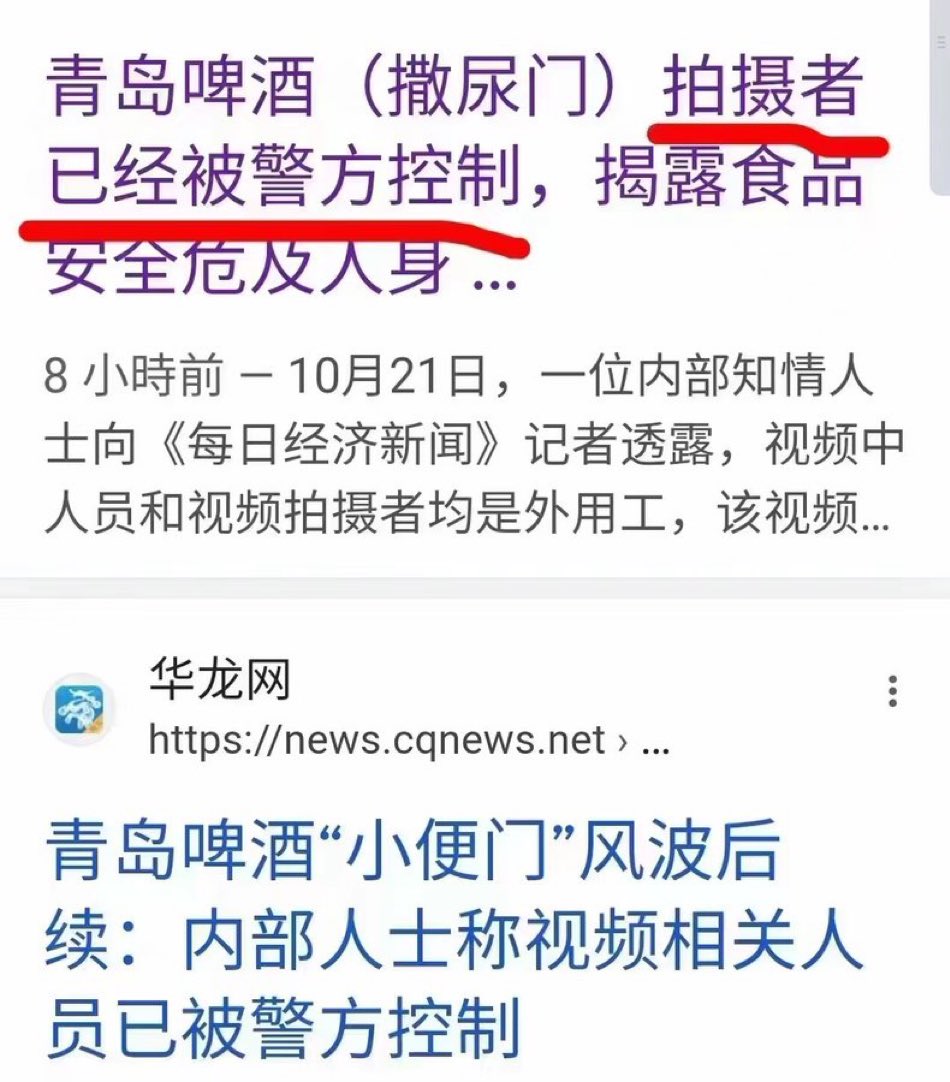 青岛啤酒（撒尿门）拍摄者
已经被警方控制，揭露食品
安全危及人身 ...
8 小時前 — 10月21日，一位内部知情人
士向《每日经济新闻》记者透露，视频中
人员和视频拍摄者均是外用工，该视频...
华龙网
https://news.cqnews.net › ...
青岛啤酒“小便门”风波后
续：内部人士称视频相关人
员已被警方控制